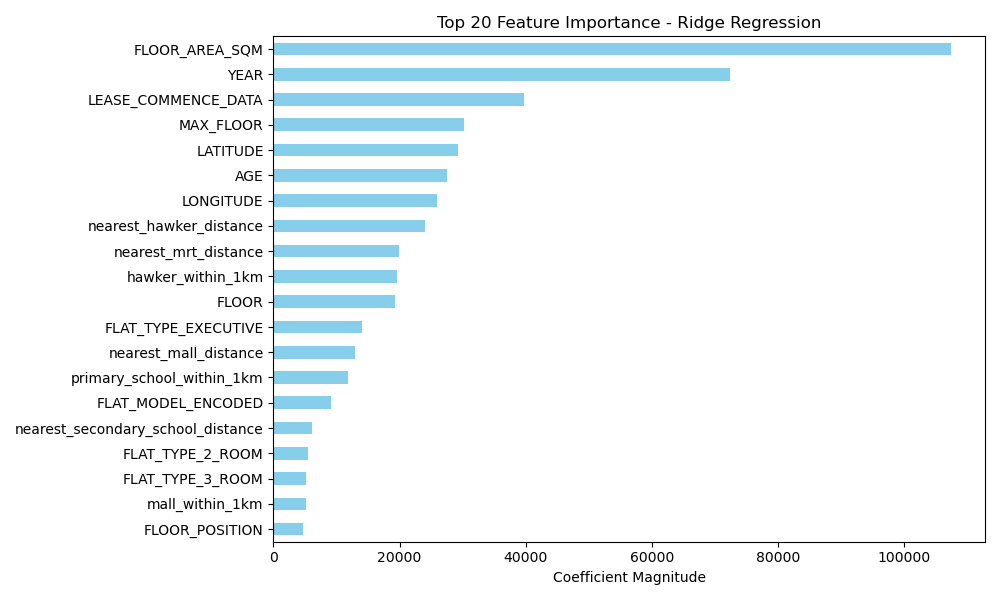 Top 20 Feature Importance - Ridge Regression
FLOOR_AREA_SQM
YEAR
LEASE_COMMENCE_DATA
MAX_FLOOR
LATITUDE
AGE
LONGITUDE
nearest_hawker_distance
nearest_mrt_distance
hawker_within_1km
FLOOR
FLAT_TYPE_EXECUTIVE
nearest_mall_distance
primary_school_within_1km
FLAT_MODEL_ENCODED
nearest_secondary_school_distance
FLAT_TYPE_2_ROOM
FLAT_TYPE_3_ROOM
mall_within_1km
FLOOR_POSITION
0 20000 40000 60000 80000 100000
Coefficient Magnitude